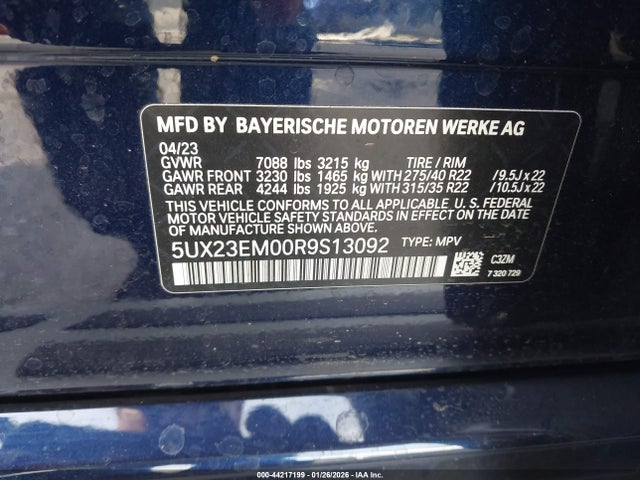 MFD BY BAYERISCHE MOTOREN WERKE AG
04/23
GVWR 7088 lbs 3215 kg TIRE / RIM
GAWR FRONT 3230 lbs 1465 kg WITH 275/40 R22 /9.5J x 22
GAWR REAR 4244 lbs 1925 kg WITH 315/35 R22 /10.5J x 22
THIS VEHICLE CONFORMS TO ALL APPLICABLE U. S. FEDERAL
MOTOR VEHICLE SAFETY STANDARDS IN EFFECT ON THE DATE OF
MANUFACTURE SHOWN ABOVE.
5UX23EM00R9S13092 TYPE: MPV
C3ZM
7 320 729
000-44217199 | 01/26/2026 | IAA Inc.